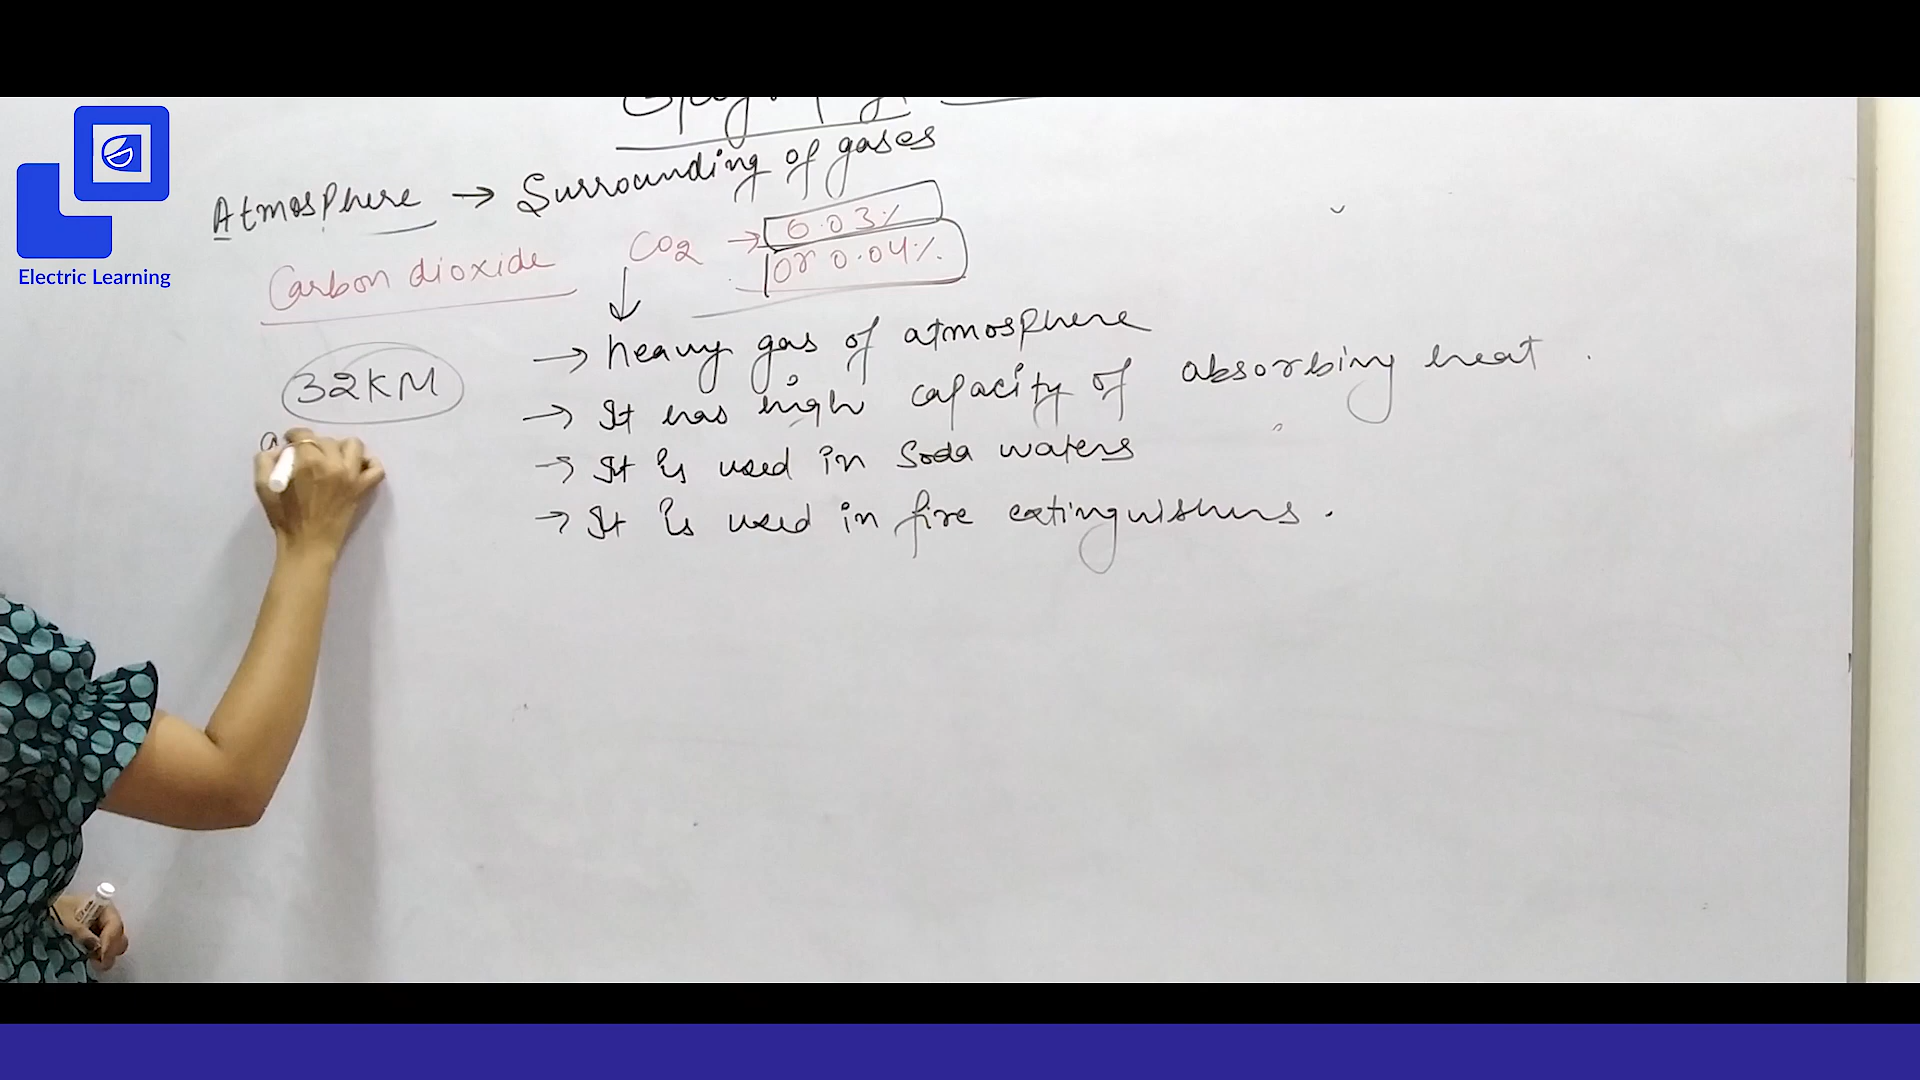 Electric Learning
Atmosphere → Surrounding of gases
Carbon dioxide CO2 → 0.03%
or 0.04%.
↓
→ heavy gas of atmosphere
32KM
→ It has high capacity of absorbing heat.
→ It is used in Soda waters
→ It is used in fire extinguishers.